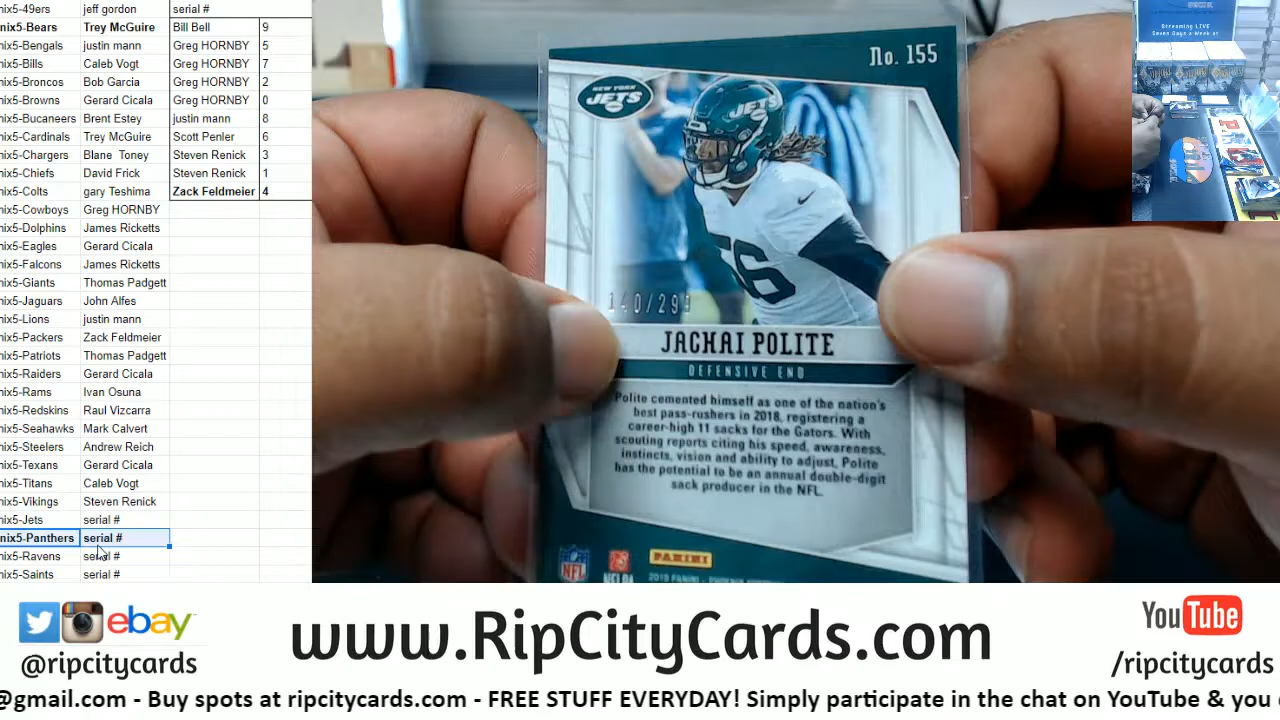 nix5-49ers jeff gordon serial #
nix5-Bears Trey McGuire Bill Bell 9
nix5-Bengals justin mann Greg HORNBY 5
nix5-Bills Caleb Vogt Greg HORNBY 7
nix5-Broncos Bob Garcia Greg HORNBY 2
nix5-Browns Gerard Cicala Greg HORNBY 0
nix5-Bucaneers Brent Estey justin mann 8
nix5-Cardinals Trey McGuire Scott Penler 6
nix5-Chargers Blane Toney Steven Renick 3
nix5-Chiefs David Frick Steven Renick 1
nix5-Colts gary Teshima Zack Feldmeier 4
nix5-Cowboys Greg HORNBY
nix5-Dolphins James Ricketts
nix5-Eagles Gerard Cicala
nix5-Falcons James Ricketts
nix5-Giants Thomas Padgett
nix5-Jaguars John Alfes
nix5-Lions justin mann
nix5-Packers Zack Feldmeier
nix5-Patriots Thomas Padgett
nix5-Raiders Gerard Cicala
nix5-Rams Ivan Osuna
nix5-Redskins Raul Vizcarra
nix5-Seahawks Mark Calvert
nix5-Steelers Andrew Reich
nix5-Texans Gerard Cicala
nix5-Titans Caleb Vogt
nix5-Vikings Steven Renick
nix5-Jets serial #
nix5-Panthers serial #
nix5-Ravens serial #
nix5-Saints serial #
No. 155
NEW YORK
JETS
JETS
56
140/299
JACHAI POLITE
DEFENSIVE END
Polite cemented himself as one of the nation's
best pass-rushers in 2018, registering a
career-high 11 sacks for the Gators. With
scouting reports citing his speed, awareness,
instincts, vision and ability to adjust, Polite
has the potential to be an annual double-digit
sack producer in the NFL.
NFL
NFLPA
PANINI
2019 PANINI - PHOENIX
Streaming LIVE
Seven Days a Week at
ebay
@ripcitycards
www.RipCityCards.com
YouTube
/ripcitycards
@gmail.com - Buy spots at ripcitycards.com - FREE STUFF EVERYDAY! Simply participate in the chat on YouTube & you